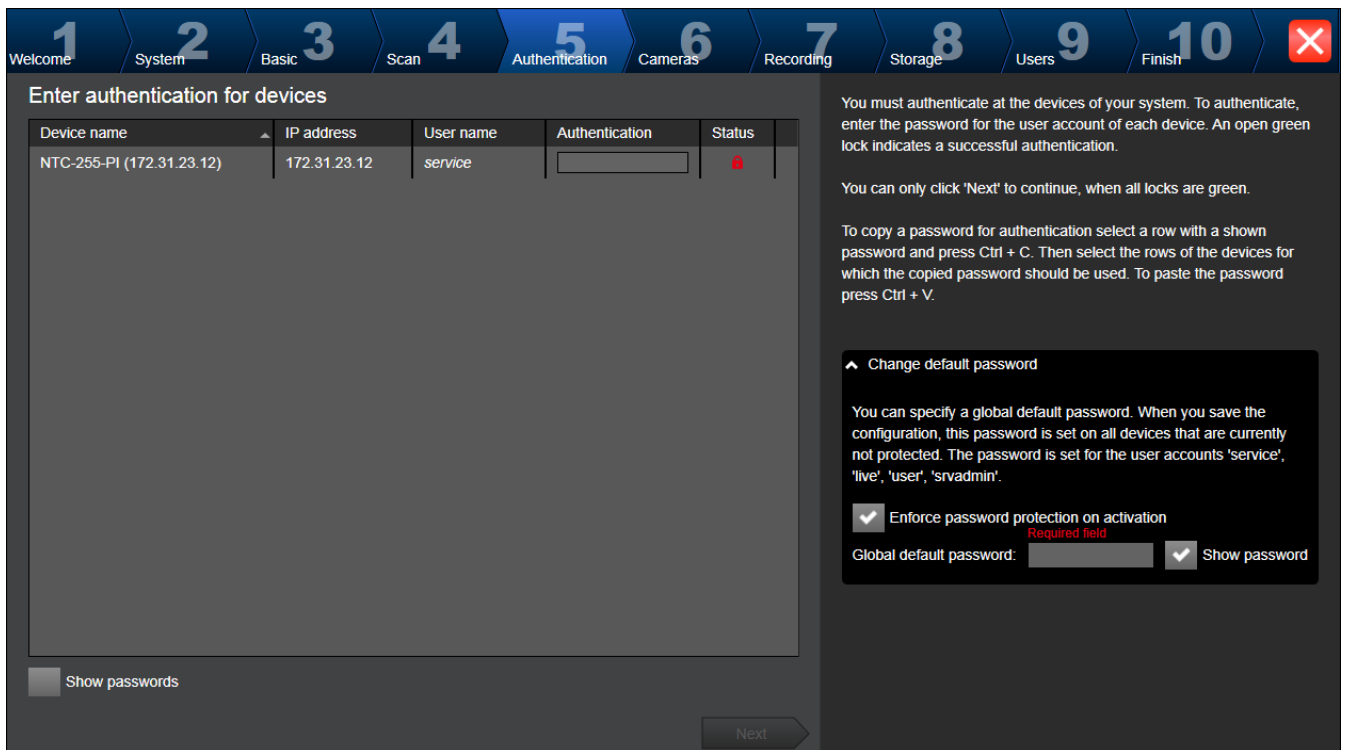 1 Welcome
2 System
3 Basic
4 Scan
5 Authentication
6 Cameras
7 Recording
8 Storage
9 Users
10 Finish
Enter authentication for devices
Device name IP address User name Authentication Status
NTC-255-PI (172.31.23.12) 172.31.23.12 service
Show passwords
Next
You must authenticate at the devices of your system. To authenticate,
enter the password for the user account of each device. An open green
lock indicates a successful authentication.
You can only click 'Next' to continue, when all locks are green.
To copy a password for authentication select a row with a shown
password and press Ctrl + C. Then select the rows of the devices for
which the copied password should be used. To paste the password
press Ctrl + V.
Change default password
You can specify a global default password. When you save the
configuration, this password is set on all devices that are currently
not protected. The password is set for the user accounts 'service',
'live', 'user', 'srvadmin'.
Enforce password protection on activation
Required field
Global default password: Show password